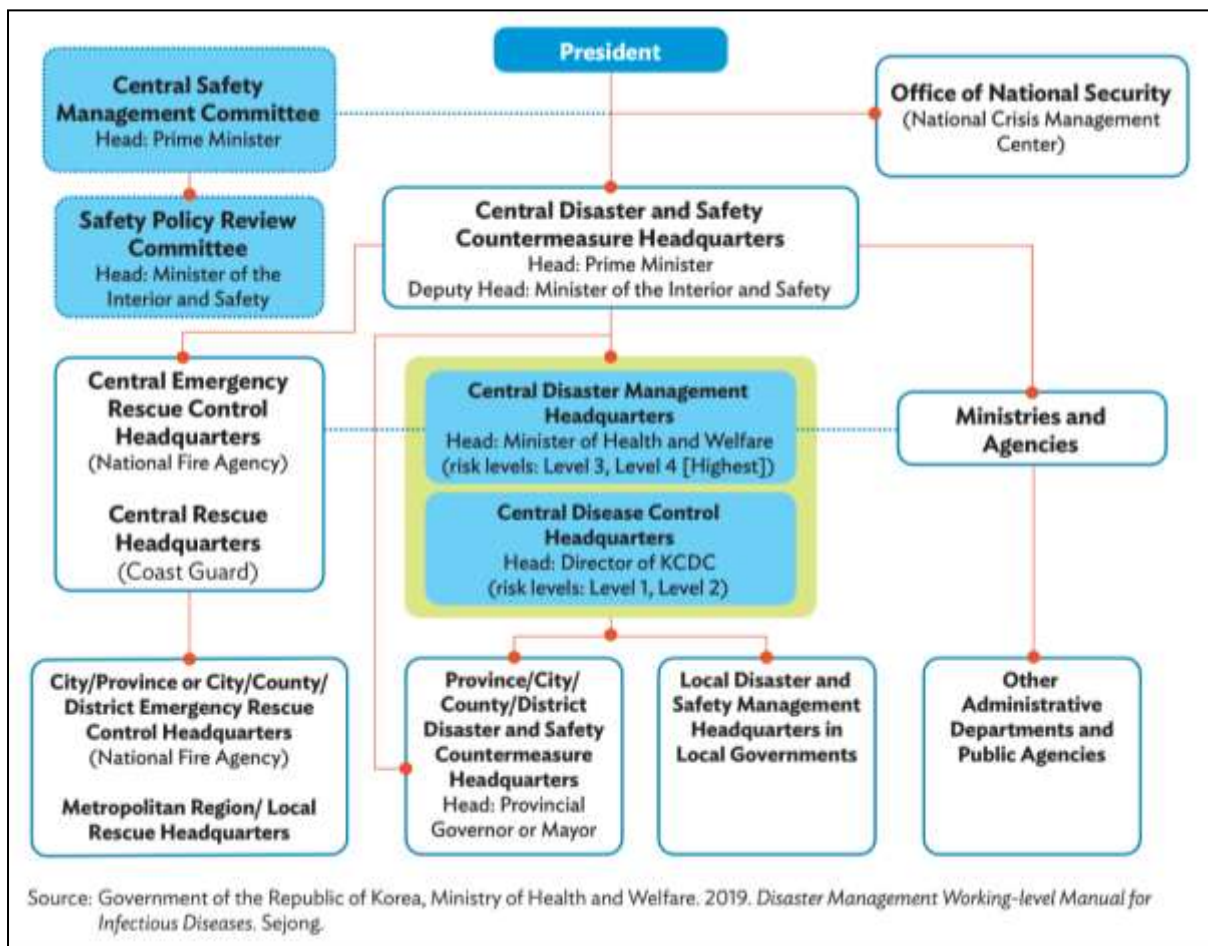 President
Central Safety
Management Committee
Head: Prime Minister
Office of National Security
(National Crisis Management
Center)
Safety Policy Review
Committee
Head: Minister of the
Interior and Safety
Central Disaster and Safety
Countermeasure Headquarters
Head: Prime Minister
Deputy Head: Minister of the Interior and Safety
Central Emergency
Rescue Control
Headquarters
(National Fire Agency)
Central Rescue
Headquarters
(Coast Guard)
Central Disaster Management
Headquarters
Head: Minister of Health and Welfare
(risk levels: Level 3, Level 4 [Highest])
Central Disease Control
Headquarters
Head: Director of KCDC
(risk levels: Level 1, Level 2)
Ministries and
Agencies
City/Province or City/County/
District Emergency Rescue
Control Headquarters
(National Fire Agency)
Metropolitan Region/ Local
Rescue Headquarters
Province/City/
County/District
Disaster and Safety
Countermeasure
Headquarters
Head: Provincial
Governor or Mayor
Local Disaster and
Safety Management
Headquarters in
Local Governments
Other
Administrative
Departments and
Public Agencies
Source: Government of the Republic of Korea, Ministry of Health and Welfare. 2019. Disaster Management Working-level Manual for
Infectious Diseases. Sejong.